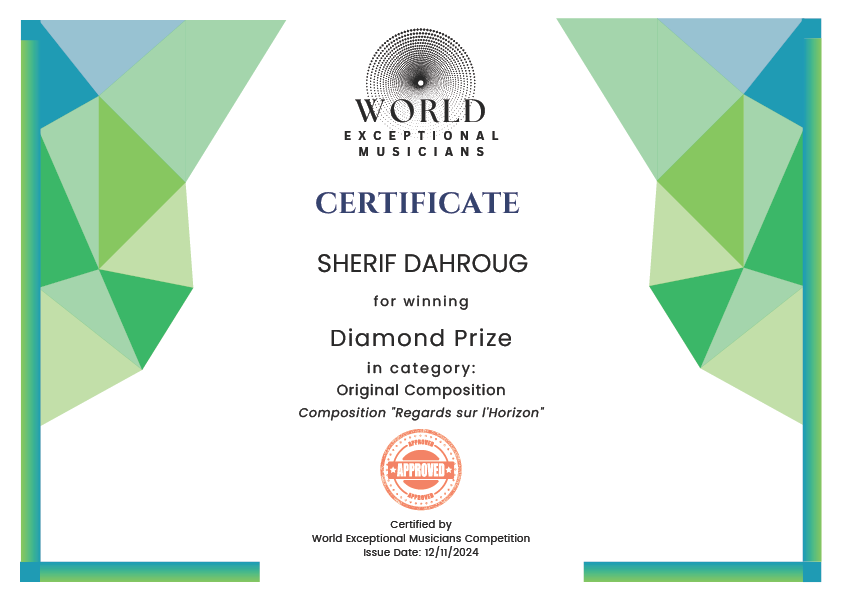 WORLD
EXCEPTIONAL
MUSICIANS
CERTIFICATE
SHERIF DAHROUG
for winning
Diamond Prize
in category:
Original Composition
Composition "Regards sur l'Horizon"
APPROVED
APPROVED
APPROVED
Certified by
World Exceptional Musicians Competition
Issue Date: 12/11/2024